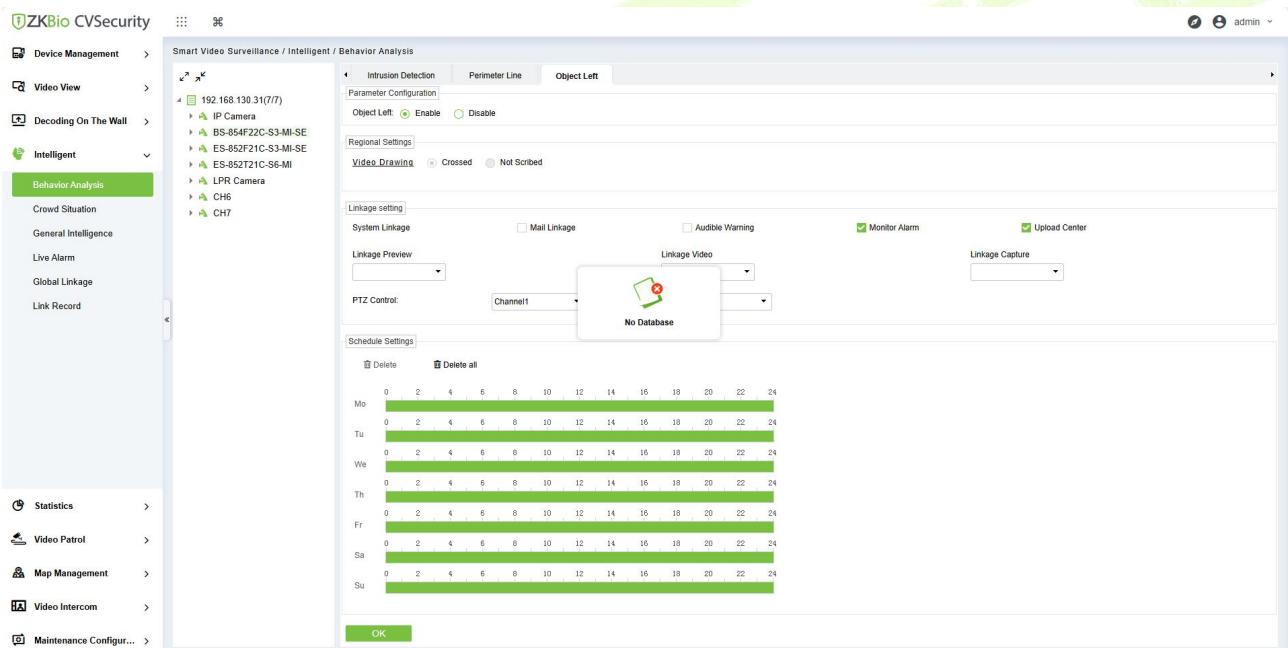 ZKBio CVSecurity
admin
Device Management
Video View
Decoding On The Wall
Intelligent
Behavior Analysis
Crowd Situation
General Intelligence
Live Alarm
Global Linkage
Link Record
Statistics
Video Patrol
Map Management
Video Intercom
Maintenance Configur...
Smart Video Surveillance / Intelligent / Behavior Analysis
192.168.130.31(7/7)
IP Camera
BS-854F22C-S3-MI-SE
ES-852F21C-S3-MI-SE
ES-852T21C-S6-MI
LPR Camera
CH6
CH7
Intrusion Detection Perimeter Line Object Left
Parameter Configuration
Object Left: Enable Disable
Regional Settings
Video Drawing Crossed Not Scribed
Linkage setting
System Linkage Mail Linkage Audible Warning Monitor Alarm Upload Center
Linkage Preview Linkage Video Linkage Capture
PTZ Control: Channel1
No Database
Schedule Settings
Delete Delete all
0 2 4 6 8 10 12 14 16 18 20 22 24
Mo
0 2 4 6 8 10 12 14 16 18 20 22 24
Tu
0 2 4 6 8 10 12 14 16 18 20 22 24
We
0 2 4 6 8 10 12 14 16 18 20 22 24
Th
0 2 4 6 8 10 12 14 16 18 20 22 24
Fr
0 2 4 6 8 10 12 14 16 18 20 22 24
Sa
0 2 4 6 8 10 12 14 16 18 20 22 24
Su
OK